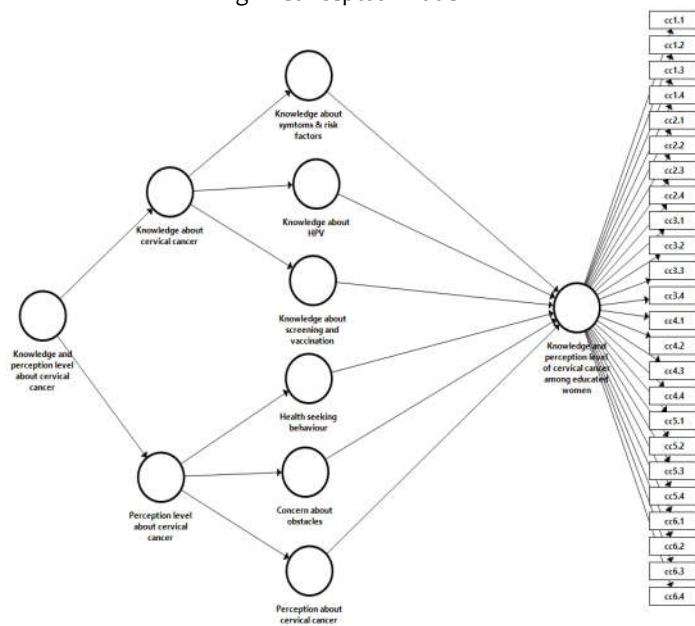 cc1.1
cc1.2
cc1.3
cc1.4
cc2.1
cc2.2
cc2.3
cc2.4
cc3.1
cc3.2
cc3.3
cc3.4
cc4.1
cc4.2
cc4.3
cc4.4
cc5.1
cc5.2
cc5.3
cc5.4
cc6.1
cc6.2
cc6.3
cc6.4
Knowledge about
symtoms & risk
factors
Knowledge about
cervical cancer
Knowledge about
HPV
Knowledge about
screening and
vaccination
Knowledge and
perception level
about cervical
cancer
Knowledge and
perception level
of cervical cancer
among educated
women
Health seeking
behaviour
Perception level
about cervical
cancer
Concern about
obstacles
Perception about
cervical cancer